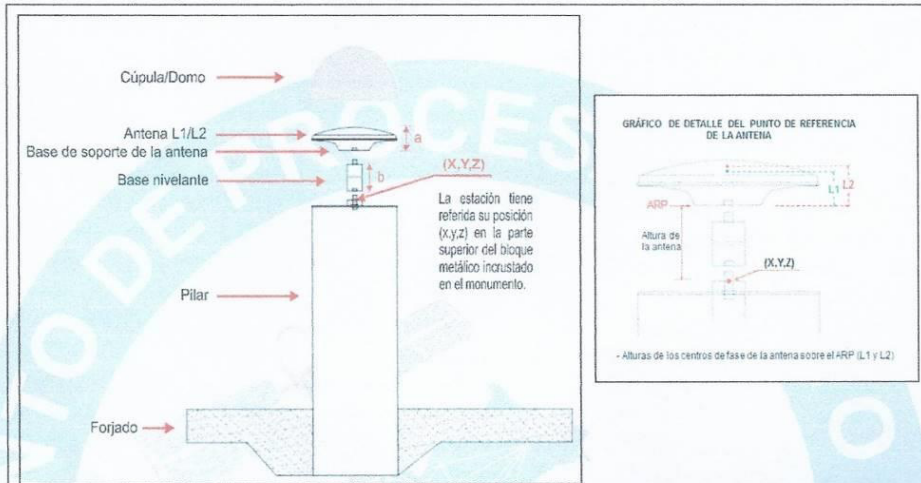 Cúpula/Domo
Antena L1/L2
a
Base de soporte de la antena
Base nivelante
b
(X,Y,Z)
La estación tiene
referida su posición
(x,y,z) en la parte
superior del bloque
metálico incrustado
en el monumento.
Pilar
Forjado
GRÁFICO DE DETALLE DEL PUNTO DE REFERENCIA
DE LA ANTENA
L1
L2
ARP
Altura de
la antena
(X,Y,Z)
- Alturas de los centros de fase de la antena sobre el ARP (L1 y L2)
DE PROCES
O